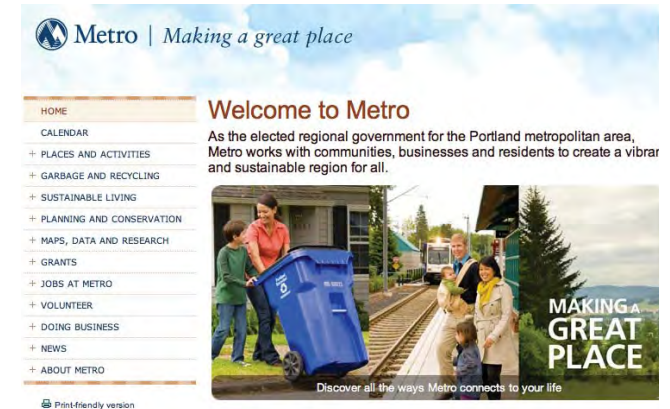 Metro | Making a great place
HOME
CALENDAR
+ PLACES AND ACTIVITIES
+ GARBAGE AND RECYCLING
+ SUSTAINABLE LIVING
+ PLANNING AND CONSERVATION
+ MAPS, DATA AND RESEARCH
+ GRANTS
+ JOBS AT METRO
+ VOLUNTEER
+ DOING BUSINESS
+ NEWS
+ ABOUT METRO
Print-friendly version
Welcome to Metro
As the elected regional government for the Portland metropolitan area,
Metro works with communities, businesses and residents to create a vibran
and sustainable region for all.
MAKING A
GREAT
PLACE
Discover all the ways Metro connects to your life